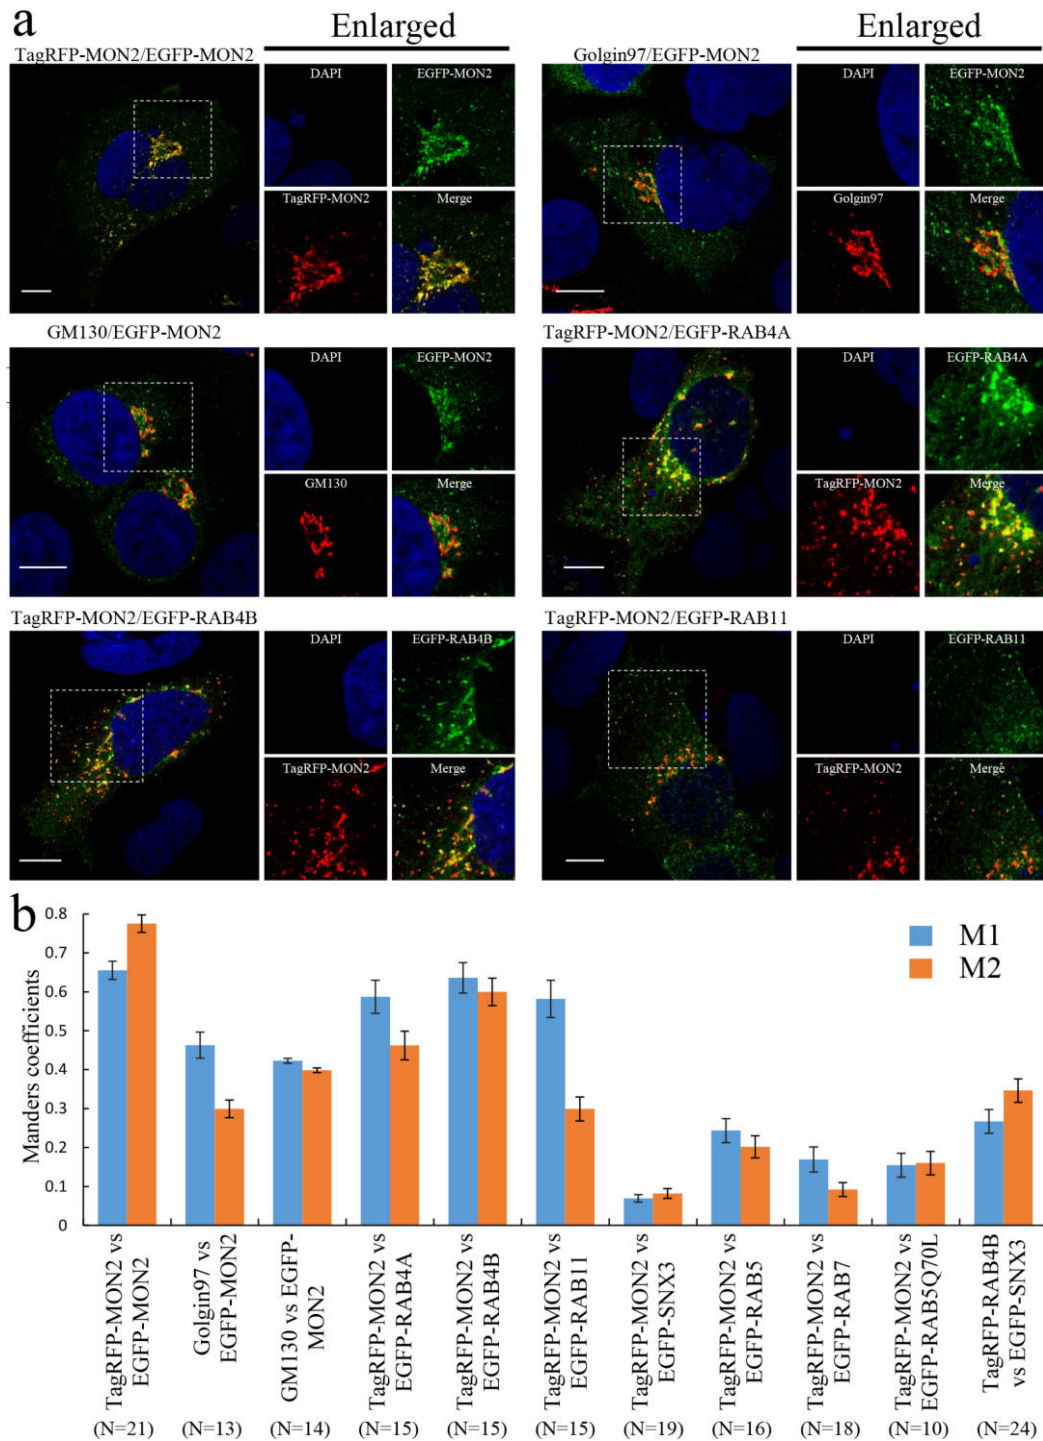 a
Enlarged
Enlarged
TagRFP-MON2/EGFP-MON2
Golgin97/EGFP-MON2
DAPI
EGFP-MON2
DAPI
EGFP-MON2
TagRFP-MON2
Merge
Golgin97
Merge
GM130/EGFP-MON2
TagRFP-MON2/EGFP-RAB4A
DAPI
EGFP-MON2
DAPI
EGFP-RAB4A
GM130
Merge
TagRFP-MON2
Merge
TagRFP-MON2/EGFP-RAB4B
TagRFP-MON2/EGFP-RAB11
DAPI
EGFP-RAB4B
DAPI
EGFP-RAB11
TagRFP-MON2
Merge
TagRFP-MON2
Merge
b
Manders coefficients
0.8
0.7
0.6
0.5
0.4
0.3
0.2
0.1
0
M1
M2
TagRFP-MON2 vs
EGFP-MON2
(N=21)
Golgin97 vs
EGFP-MON2
(N=13)
GM130 vs EGFP-
MON2
(N=14)
TagRFP-MON2 vs
EGFP-RAB4A
(N=15)
TagRFP-MON2 vs
EGFP-RAB4B
(N=15)
TagRFP-MON2 vs
EGFP-RAB11
(N=15)
TagRFP-MON2 vs
EGFP-SNX3
(N=19)
TagRFP-MON2 vs
EGFP-RAB5
(N=16)
TagRFP-MON2 vs
EGFP-RAB7
(N=18)
TagRFP-MON2 vs
EGFP-RAB5Q70L
(N=10)
TagRFP-RAB4B
vs EGFP-SNX3
(N=24)